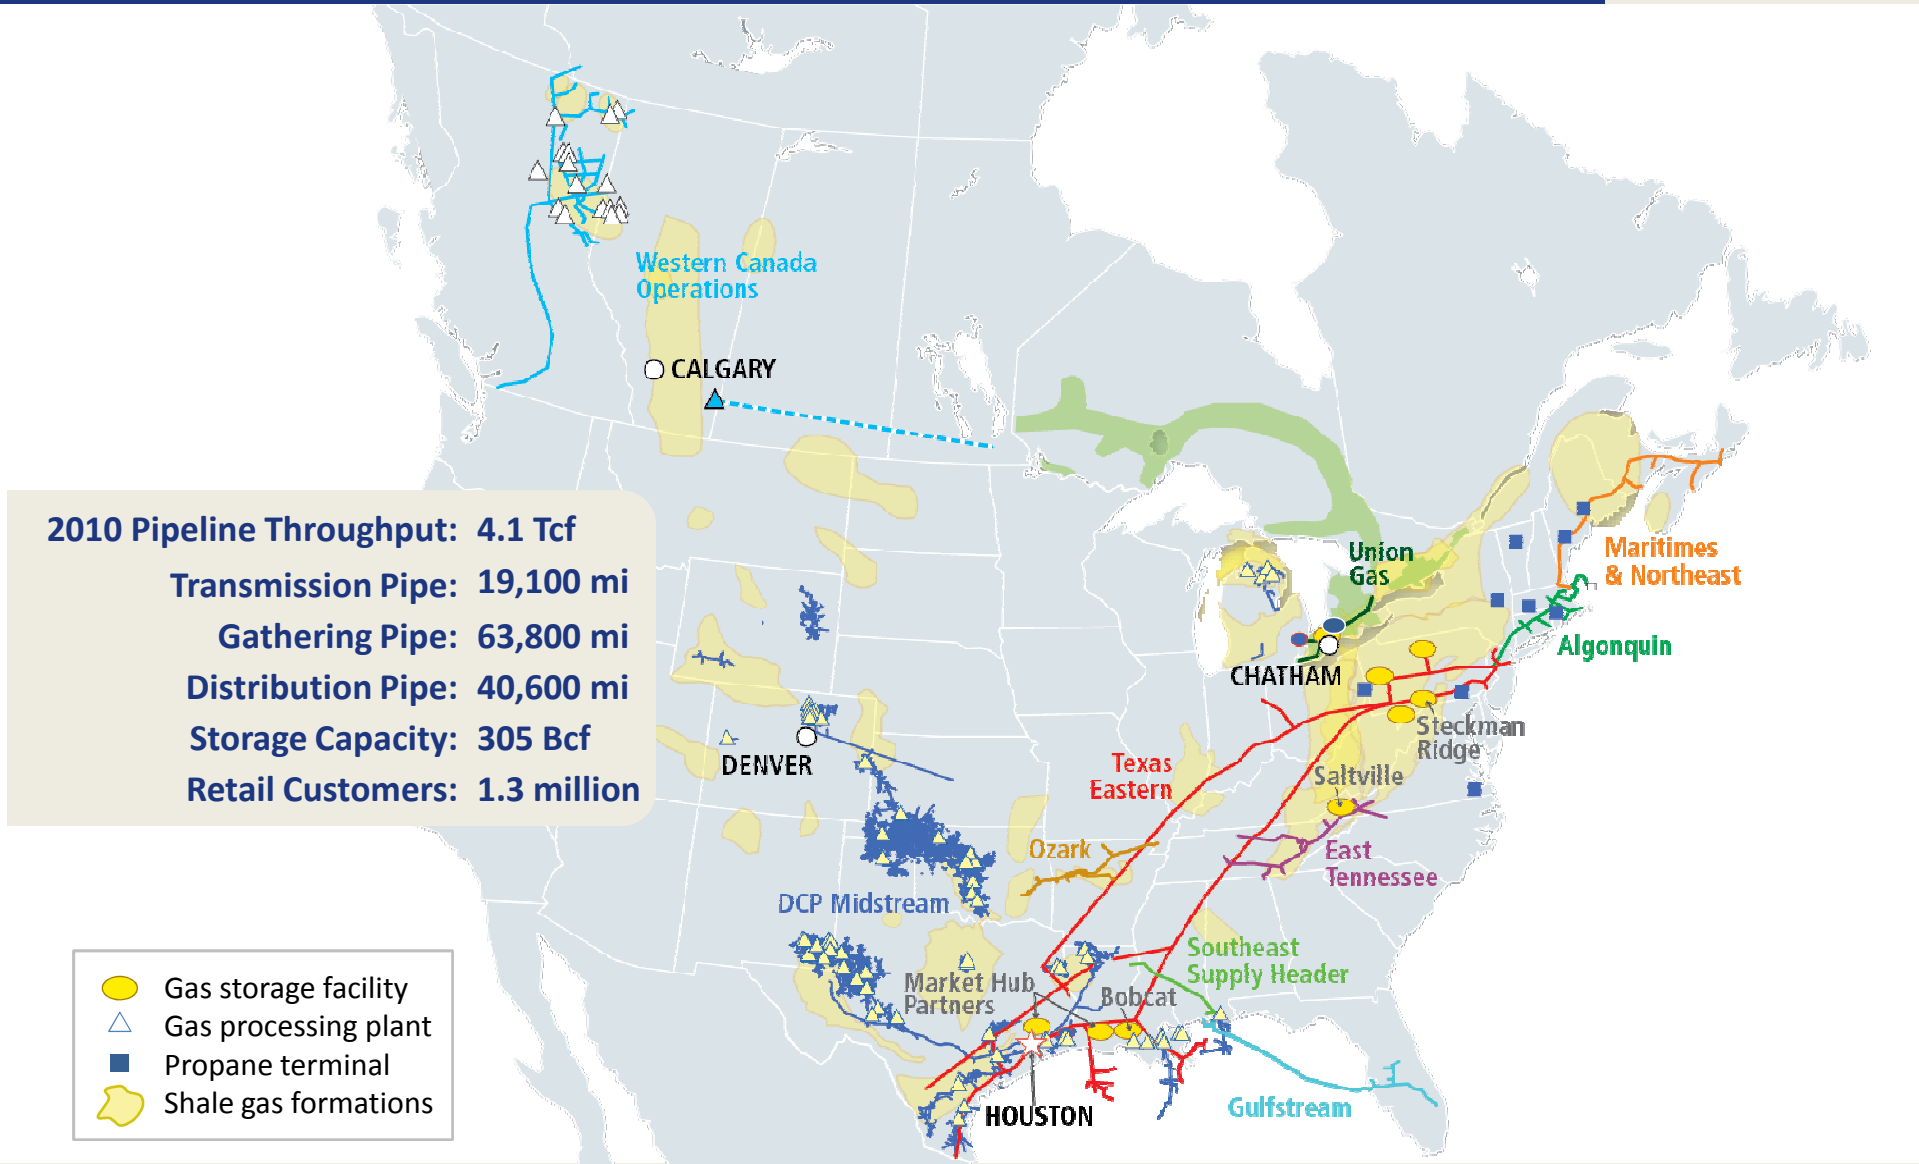 Western Canada
Operations
CALGARY
2010 Pipeline Throughput: 4.1 Tcf
Transmission Pipe: 19,100 mi
Gathering Pipe: 63,800 mi
Distribution Pipe: 40,600 mi
Storage Capacity: 305 Bcf
Retail Customers: 1.3 million
Union
Gas
Maritimes
& Northeast
Algonquin
CHATHAM
Steckman
Ridge
DENVER
Texas
Eastern
Saltville
Ozark
East
Tennessee
DCP Midstream
Southeast
Supply Header
Market Hub
Partners
Bobcat
Gulfstream
HOUSTON
Gas storage facility
Gas processing plant
Propane terminal
Shale gas formations